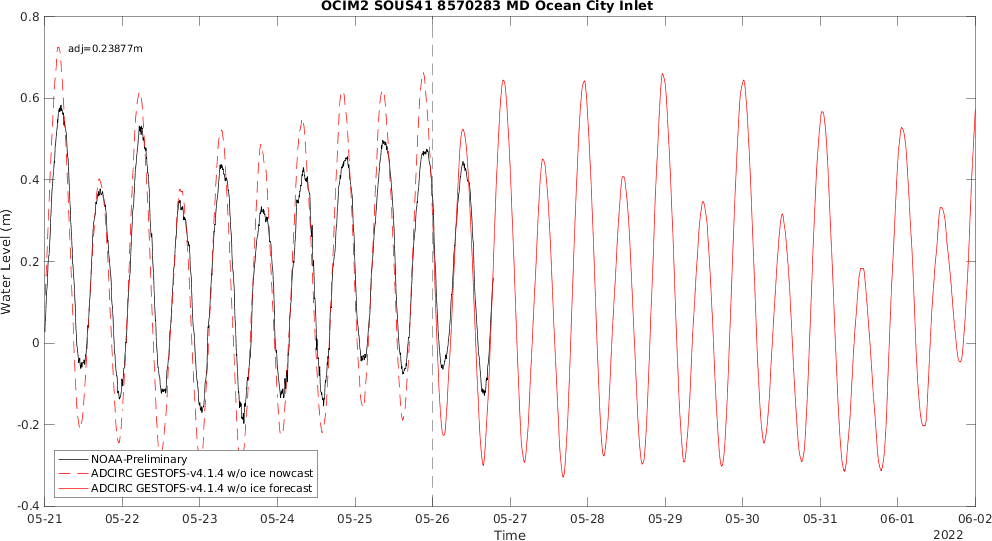 OCIM2 SOUS41 8570283 MD Ocean City Inlet
0.8
adj=0.23877m
0.6
0.4
0.2
0
-0.2
-0.4
Water Level (m)
NOAA-Preliminary
ADCIRC GESTOFS-v4.1.4 w/o ice nowcast
ADCIRC GESTOFS-v4.1.4 w/o ice forecast
05-21 05-22 05-23 05-24 05-25 05-26 05-27 05-28 05-29 05-30 05-31 06-01 06-02
Time
2022